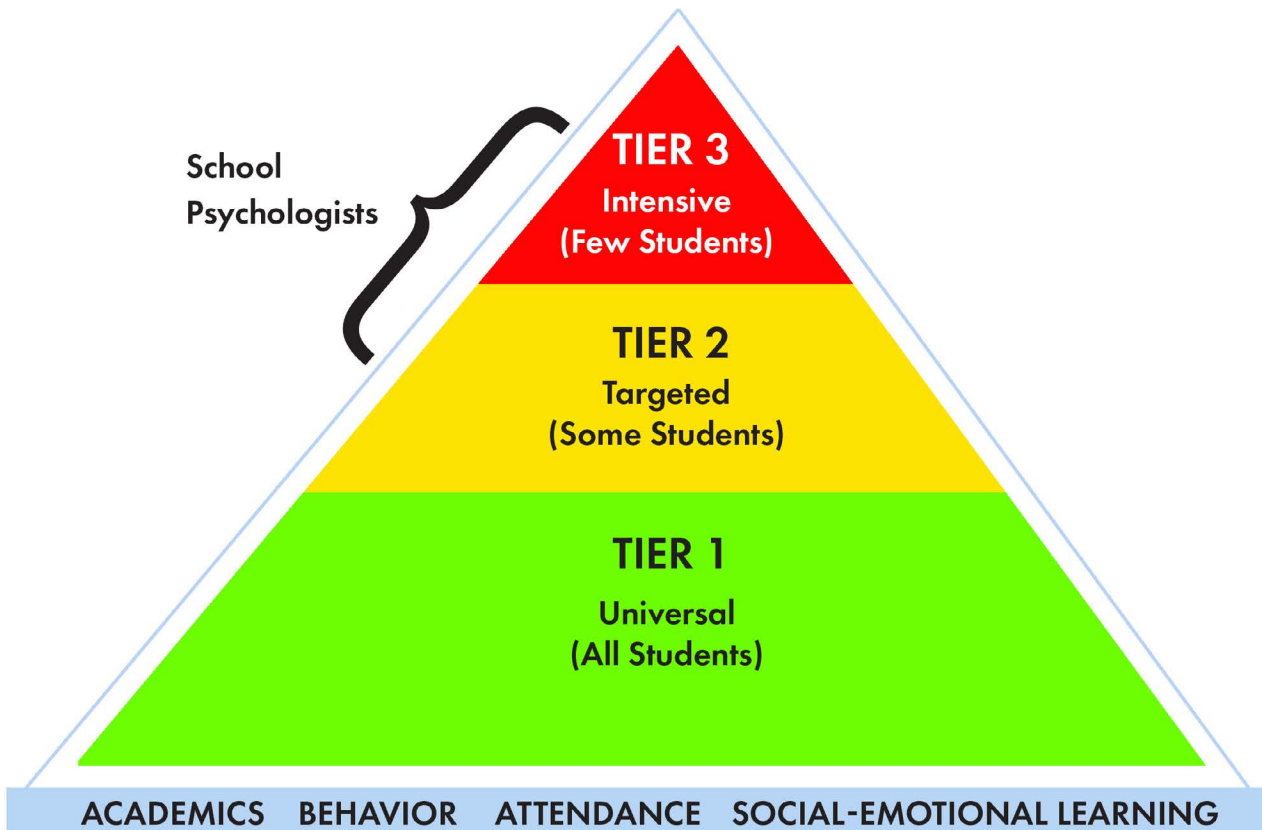 School
Psychologists
TIER 3
Intensive
(Few Students)
TIER 2
Targeted
(Some Students)
TIER 1
Universal
(All Students)
ACADEMICS BEHAVIOR ATTENDANCE SOCIAL-EMOTIONAL LEARNING